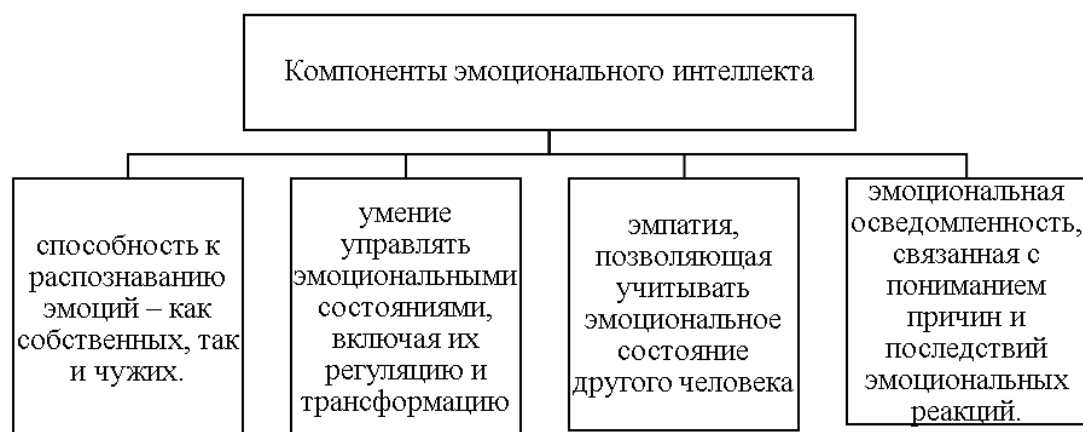 Компоненты эмоционального интеллекта
способность к
распознаванию
эмоций – как
собственных, так
и чужих.
умение
управлять
эмоциональными
состояниями,
включая их
регуляцию и
трансформацию
эмпатия,
позволяющая
учитывать
эмоциональное
состояние
другого человека
эмоциональная
осведомленность,
связанная с
пониманием
причин и
последствий
эмоциональных
реакций.